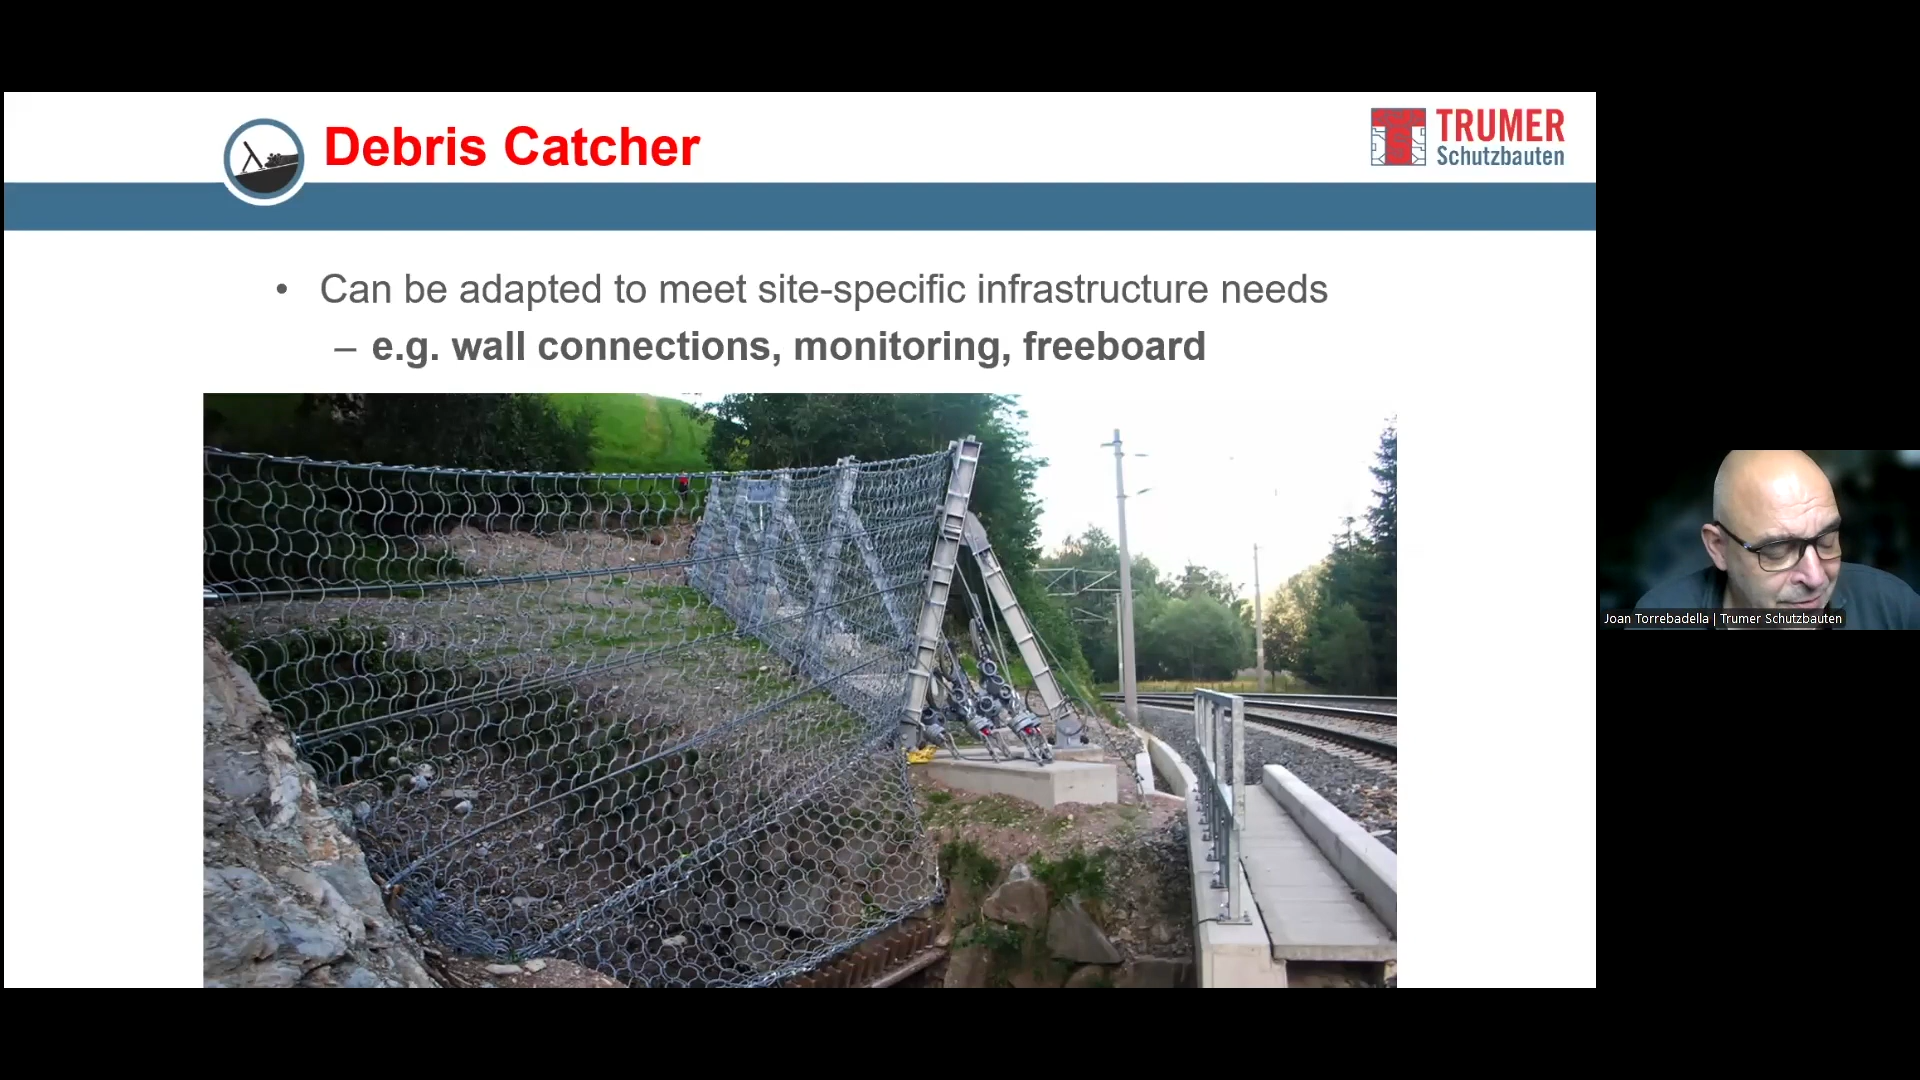 Debris Catcher
TRUMER
Schutzbauten
• Can be adapted to meet site-specific infrastructure needs
– e.g. wall connections, monitoring, freeboard
Joan Torrebadella | Trumer Schutzbauten